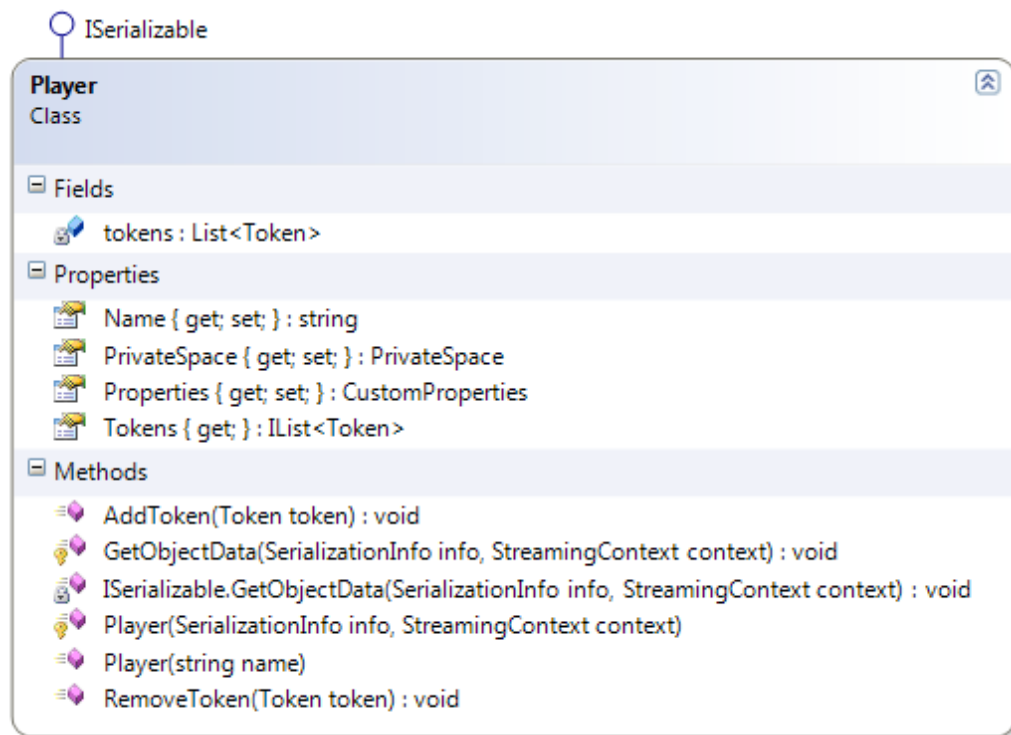 ISerializable
Player
Class
Fields
tokens : List<Token>
Properties
Name { get; set; } : string
PrivateSpace { get; set; } : PrivateSpace
Properties { get; set; } : CustomProperties
Tokens { get; } : IList<Token>
Methods
AddToken(Token token) : void
GetObjectData(SerializationInfo info, StreamingContext context) : void
ISerializable.GetObjectData(SerializationInfo info, StreamingContext context) : void
Player(SerializationInfo info, StreamingContext context)
Player(string name)
RemoveToken(Token token) : void